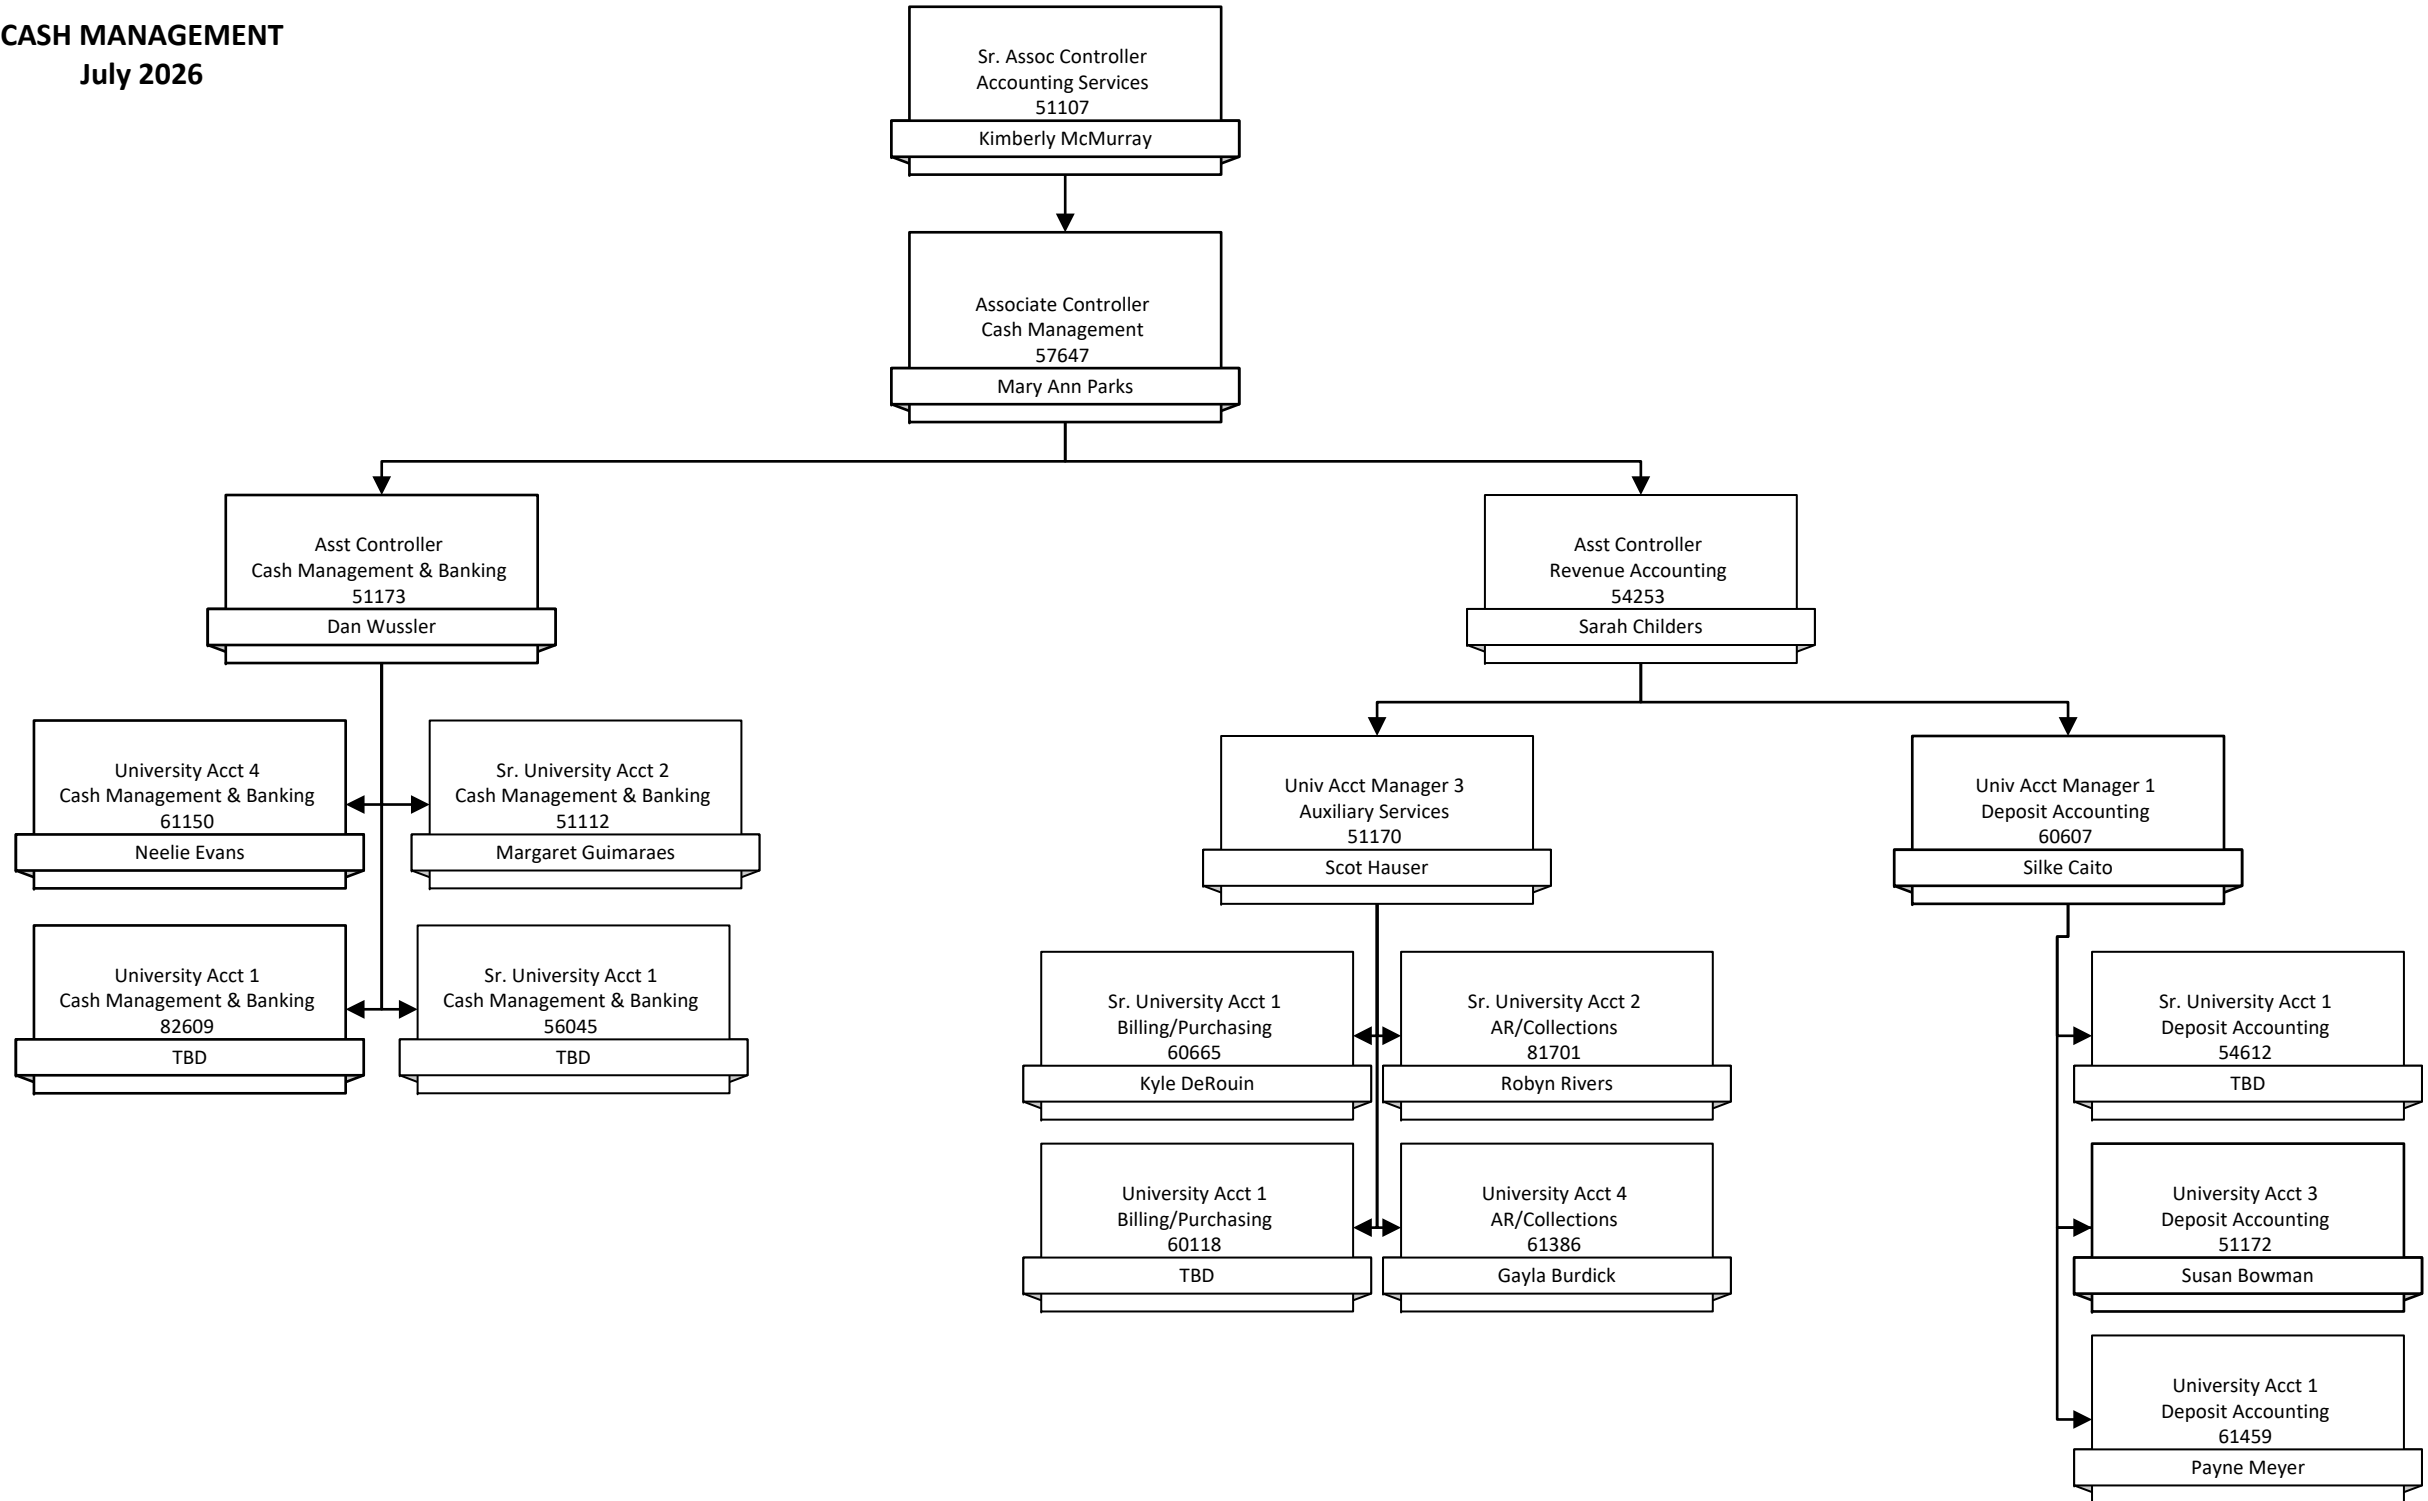 CASH MANAGEMENT
July 2026
Sr. Assoc Controller
Accounting Services
51107
Kimberly McMurray
Associate Controller
Cash Management
57647
Mary Ann Parks
Asst Controller
Cash Management & Banking
51173
Dan Wussler
Asst Controller
Revenue Accounting
54253
Sarah Childers
University Acct 4
Cash Management & Banking
61150
Neelie Evans
Sr. University Acct 2
Cash Management & Banking
51112
Margaret Guimaraes
University Acct 1
Cash Management & Banking
82609
TBD
Sr. University Acct 1
Cash Management & Banking
56045
TBD
Univ Acct Manager 3
Auxiliary Services
51170
Scot Hauser
Univ Acct Manager 1
Deposit Accounting
60607
Silke Caito
Sr. University Acct 1
Billing/Purchasing
60665
Kyle DeRouin
Sr. University Acct 2
AR/Collections
81701
Robyn Rivers
University Acct 1
Billing/Purchasing
60118
TBD
University Acct 4
AR/Collections
61386
Gayla Burdick
Sr. University Acct 1
Deposit Accounting
54612
TBD
University Acct 3
Deposit Accounting
51172
Susan Bowman
University Acct 1
Deposit Accounting
61459
Payne Meyer